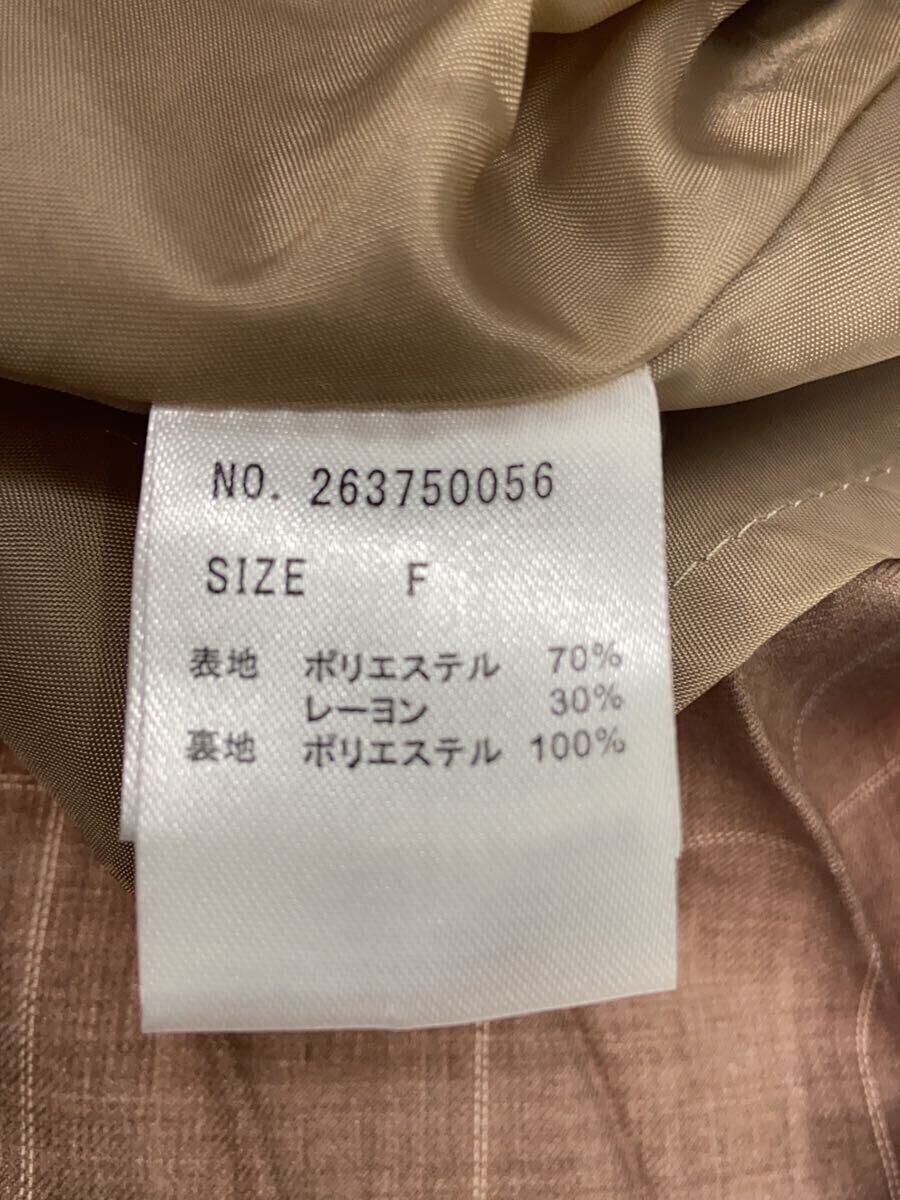 NO. 263750056
SIZE F
表地 ポリエステル 70%
レーヨン 30%
裏地 ポリエステル 100%